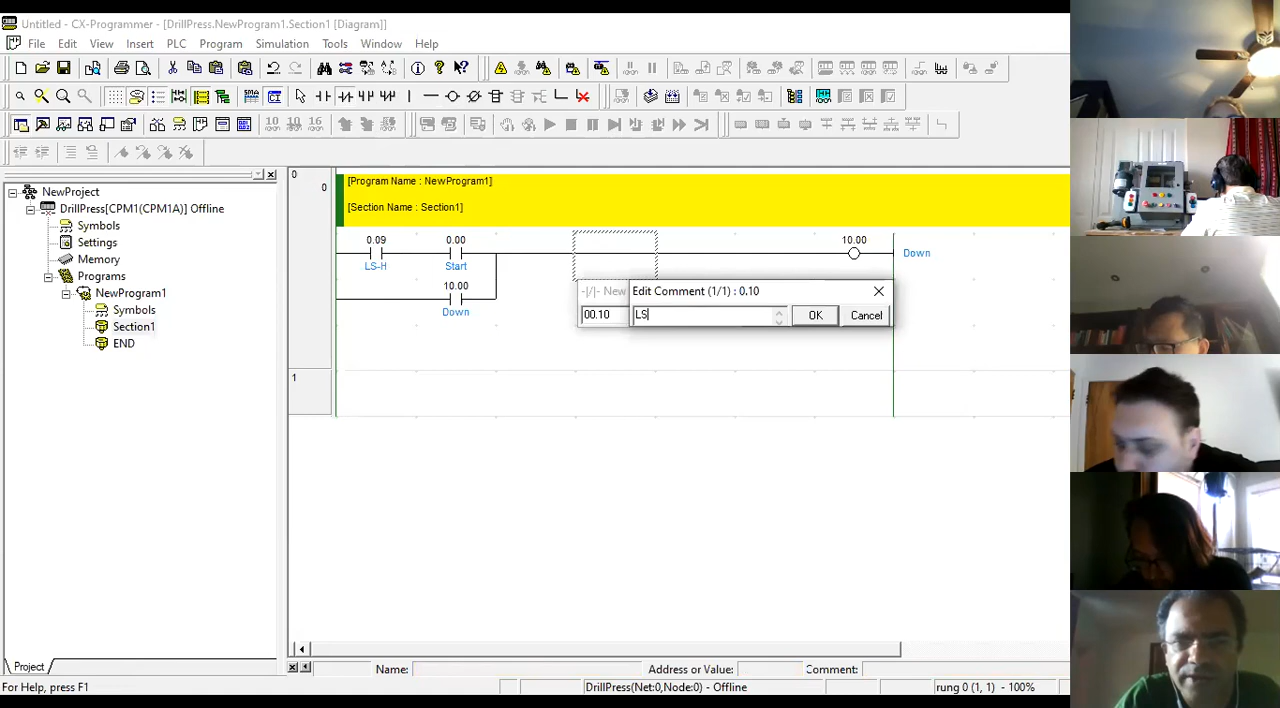 Untitled - CX-Programmer - [DrillPress.NewProgram1.Section1 [Diagram]]
File Edit View Insert PLC Program Simulation Tools Window Help
NewProject
DrillPress[CPM1(CPM1A)] Offline
Symbols
Settings
Memory
Programs
NewProgram1
Symbols
Section1
END
Project
0
0
[Program Name : NewProgram1]
[Section Name : Section1]
0.09 0.00 10.00
LS-H Start Down
10.00
Down
-|/|- New
00.10
Edit Comment (1/1) : 0.10
LS
OK Cancel
1
Name: Address or Value: Comment:
For Help, press F1 DrillPress(Net:0,Node:0) - Offline rung 0 (1, 1) - 100%